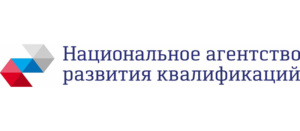 Национальное агентство
развития квалификаций